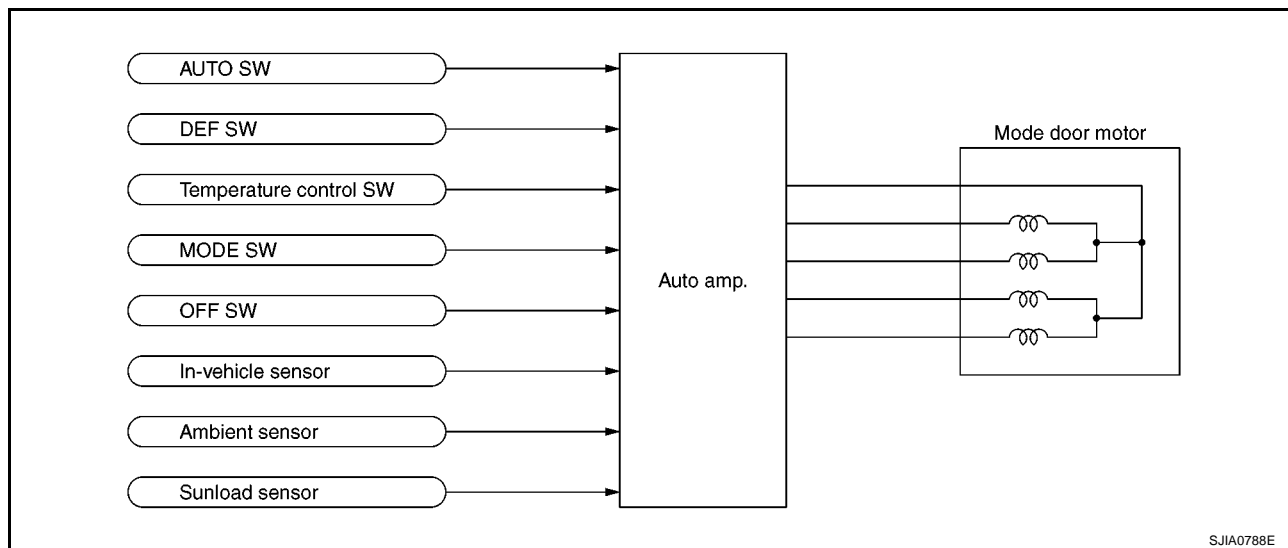 AUTO SW
DEF SW
Temperature control SW
MODE SW
OFF SW
In-vehicle sensor
Ambient sensor
Sunload sensor
Auto amp.
Mode door motor
SJIA0788E